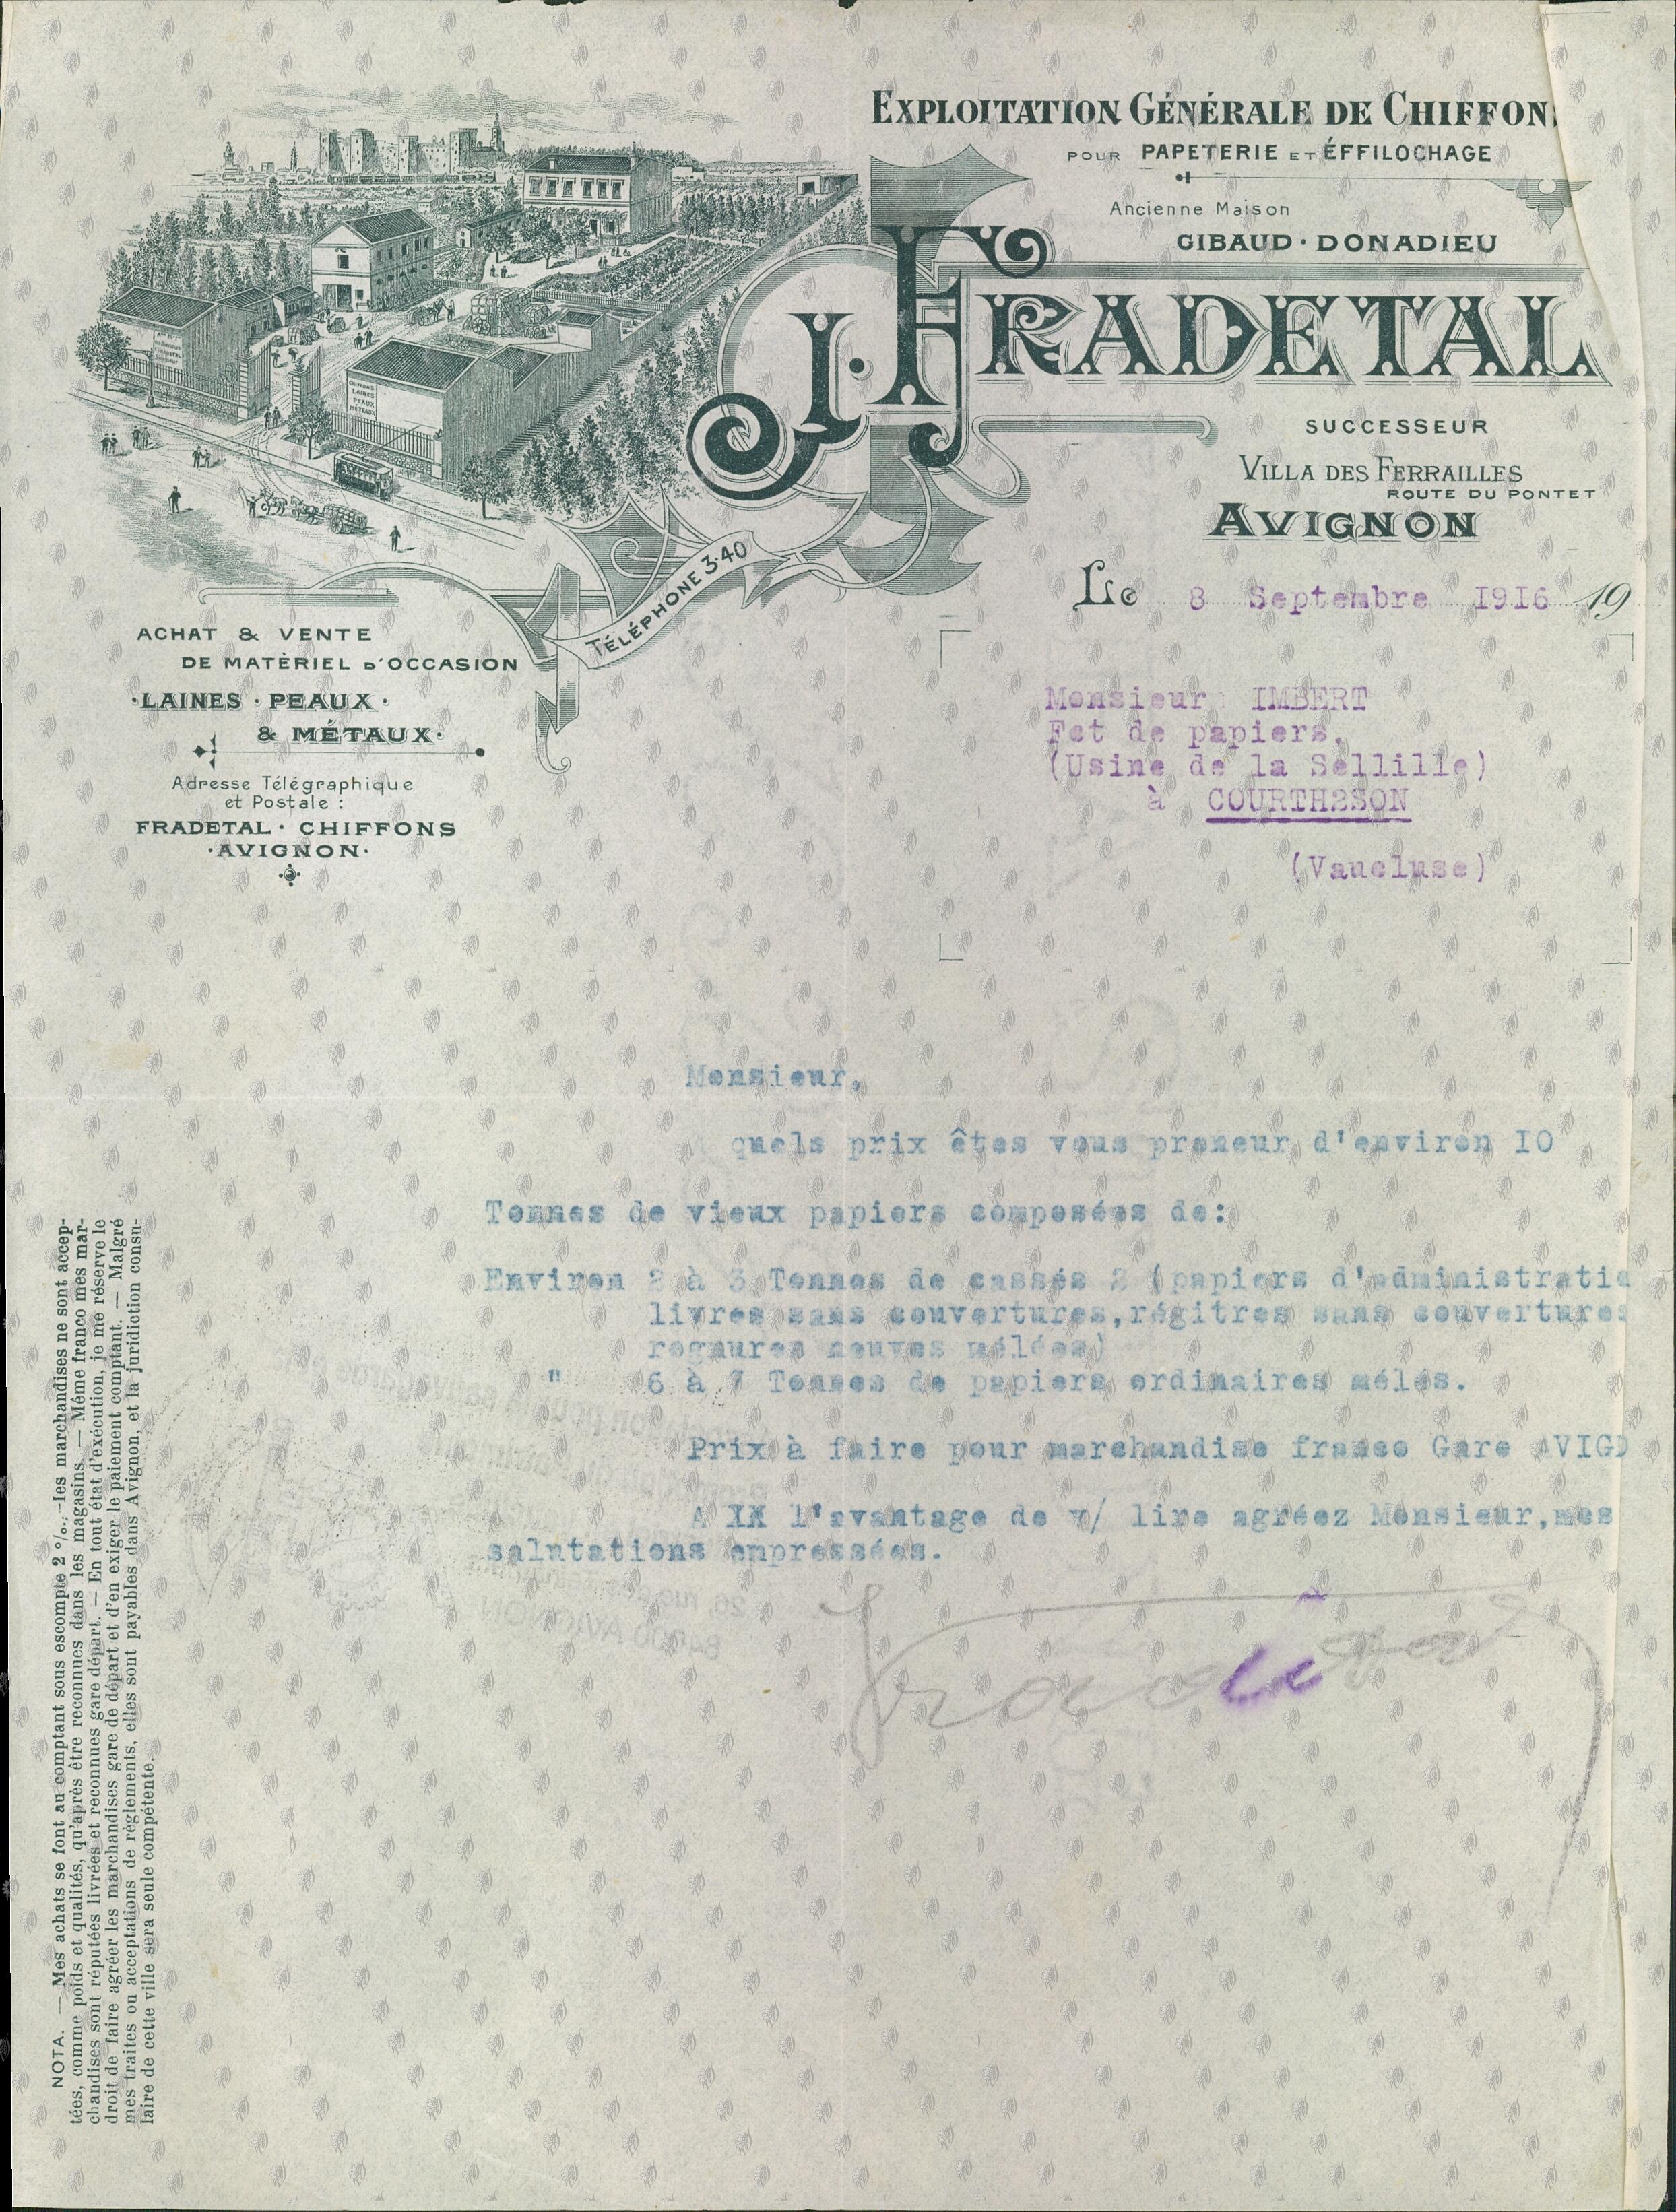 EXPLOITATION GÉNÉRALE DE CHIFFON
POUR PAPETERIE ET ÉFFILOCHAGE
Ancienne Maison
GIBAUD · DONADIEU
J. FRADETAL
SUCCESSEUR
VILLA DES FERRAILLES
ROUTE DU PONTET
AVIGNON
TÉLÉPHONE 3·40
CHIFFONS
LAINES
PEAUX
MÉTAUX
ACHAT & VENTE
DE MATÈRIEL D'OCCASION
·LAINES · PEAUX ·
& MÉTAUX·
Adresse Télégraphique
et Postale :
FRADETAL · CHIFFONS
·AVIGNON·
Le 8 Septembre 1916 19
Monsieur IMBERT
Fct de papiers,
(Usine de la Sellille)
à COURTH2SON
(Vaucluse)
Monsieur,
quels prix êtes vous preneur d'environ IO
Tonnes de vieux papiers composées de:
Environ 2 à 3 Tonnes de cassés 2 (papiers d'administratio
livres sans couvertures,régitres sans couvertures
rognures neuves mélées)
" 6 à 7 Tonnes de papiers ordinaires mélés.
Prix à faire pour marchandise franco Gare AVIG
A IX l'avantage de v/ lire agréez Monsieur,mes
salutations empressées.
Fradetal
NOTA. — Mes achats se font au comptant sous escompte 2 %; les marchandises ne sont accep-
tées, comme poids et qualités, qu'après être reconnues dans les magasins. — Même franco mes mar-
chandises sont réputées livrées et reconnues gare départ. — En tout état d'exécution, je me réserve le
droit de faire agréer les marchandises gare de départ et d'en exiger le paiement comptant. — Malgré
mes traites ou acceptations de règlements, elles sont payables dans Avignon, et la juridiction consu-
laire de cette ville sera seule compétente.